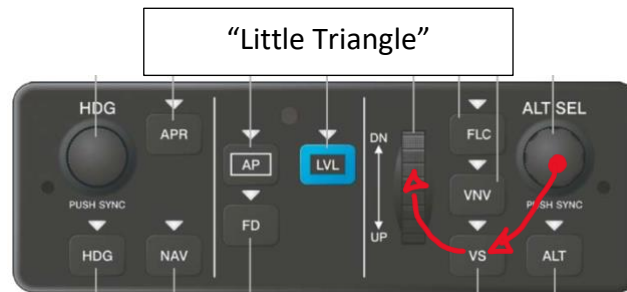 “Little Triangle”
HDG
APR
PUSH SYNC
HDG
NAV
AP
LVL
FD
DN
UP
FLC
VNV
VS
ALT SEL
PUSH SYNC
ALT